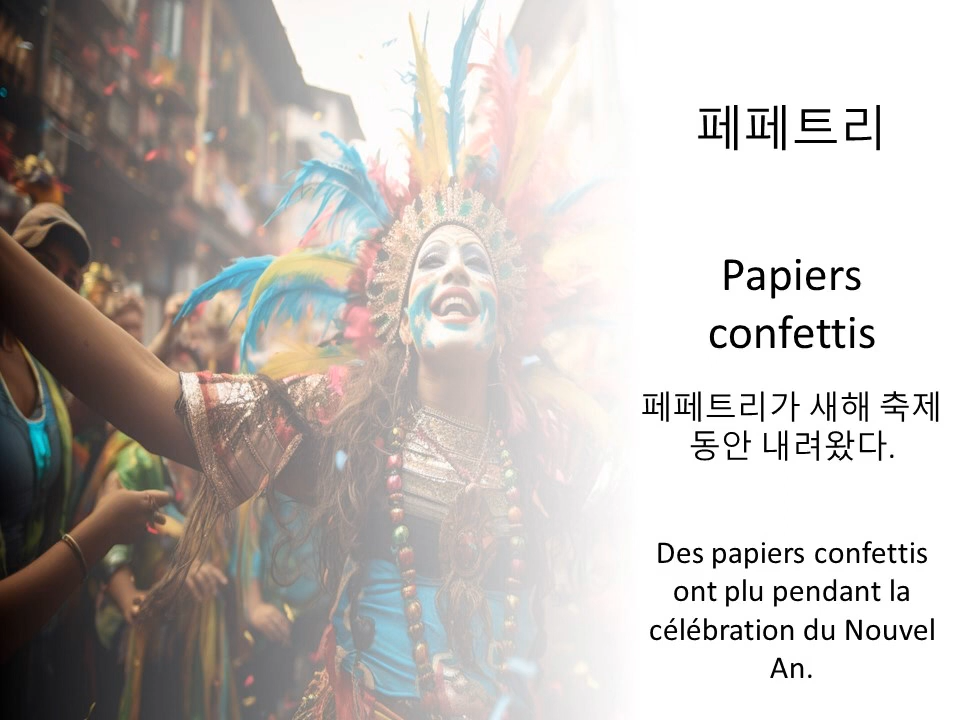 페페트리
Papiers
confettis
페페트리가 새해 축제
동안 내려왔다.
Des papiers confettis
ont plu pendant la
célébration du Nouvel
An.